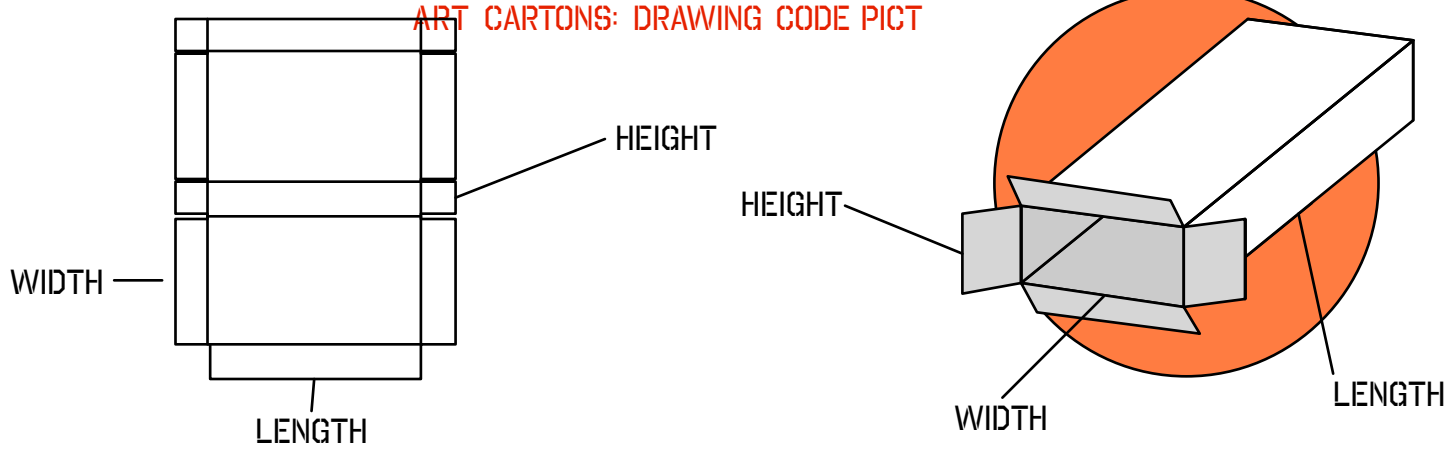 ART CARTONS: DRAWING CODE PICT
HEIGHT
WIDTH
LENGTH
HEIGHT
WIDTH
LENGTH